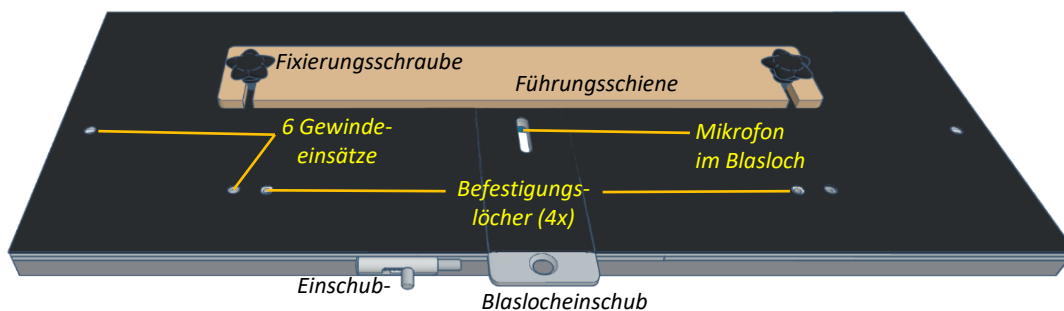 Fixierungsschraube
Führungsschiene
6 Gewinde-
einsätze
Mikrofon
im Blasloch
Befestigungs-
löcher (4x)
Einschub-
Blaslocheinschub